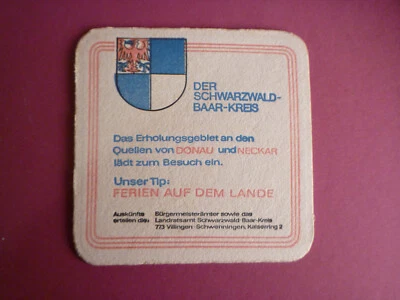 DER
SCHWARZWALD-
BAAR-KREIS
Das Erholungsgebiet an den
Quellen von DONAU und NECKAR
lädt zum Besuch ein.
Unser Tip:
FERIEN AUF DEM LANDE
Auskünfte erteilen die: Bürgermeisterämter sowie das
Landratsamt Schwarzwald-Baar-Kreis
773 Villingen-Schwenningen, Kaiserring 2